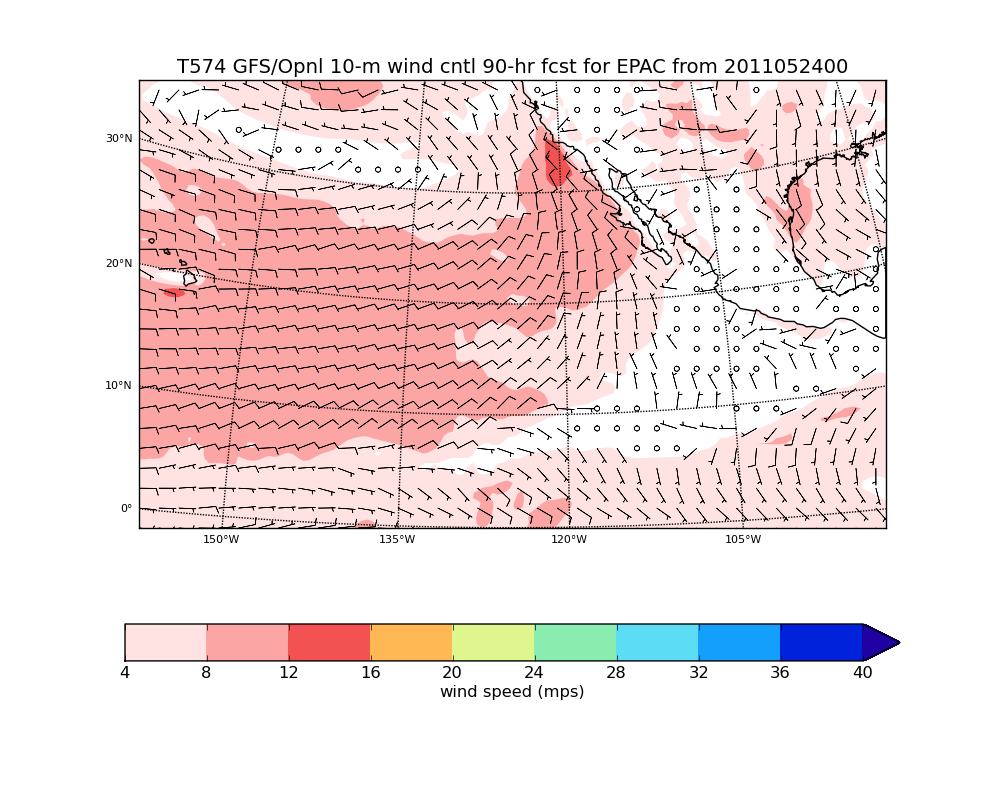 T574 GFS/Opnl 10-m wind cntl 90-hr fcst for EPAC from 2011052400
30°N
20°N
10°N
0°
150°W 135°W 120°W 105°W
4 8 12 16 20 24 28 32 36 40
wind speed (mps)